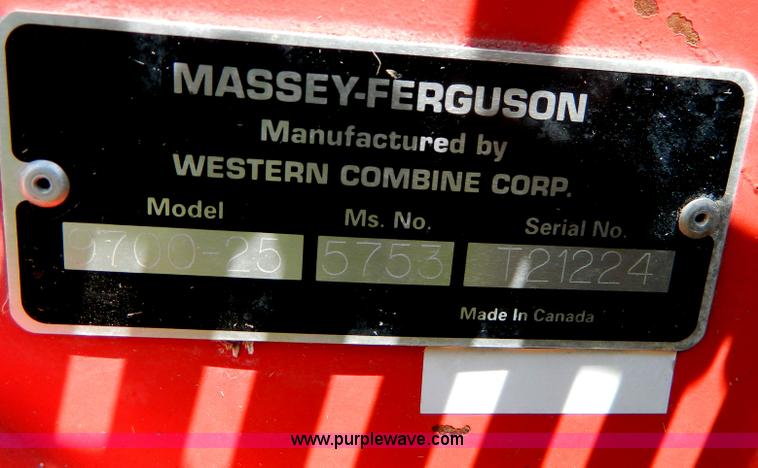 MASSEY-FERGUSON
Manufactured by
WESTERN COMBINE CORP.
Model Ms. No. Serial No.
9700-25 5753 T21224
Made In Canada
www.purplewave.com